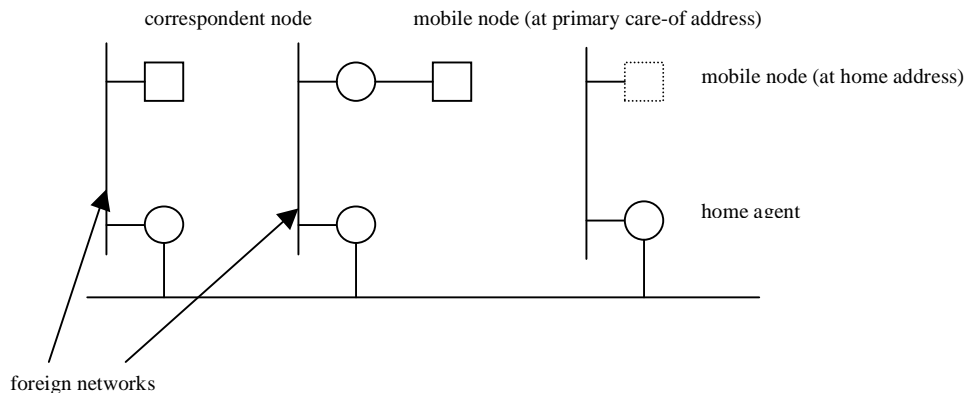 correspondent node
mobile node (at primary care-of address)
mobile node (at home address)
home agent
foreign networks